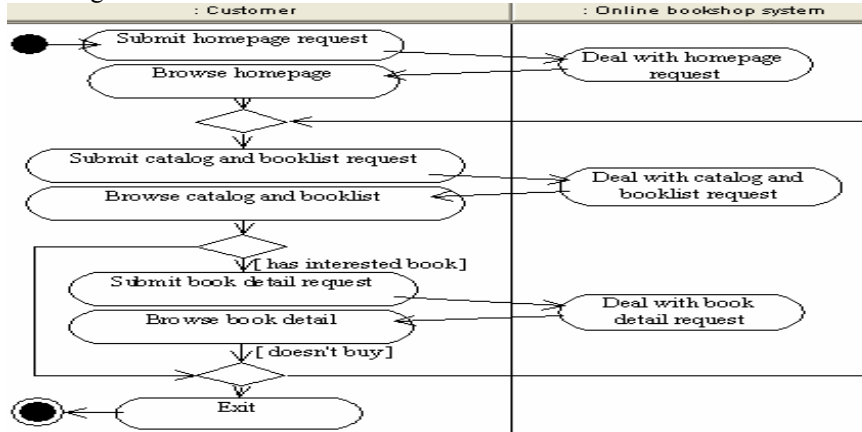 : Customer
: Online bookshop system
Submit homepage request
Deal with homepage
request
Browse homepage
Submit catalog and booklist request
Deal with catalog and
booklist request
Browse catalog and booklist
[ has interested book]
Submit book detail request
Deal with book
detail request
Browse book detail
[ doesn't buy]
Exit